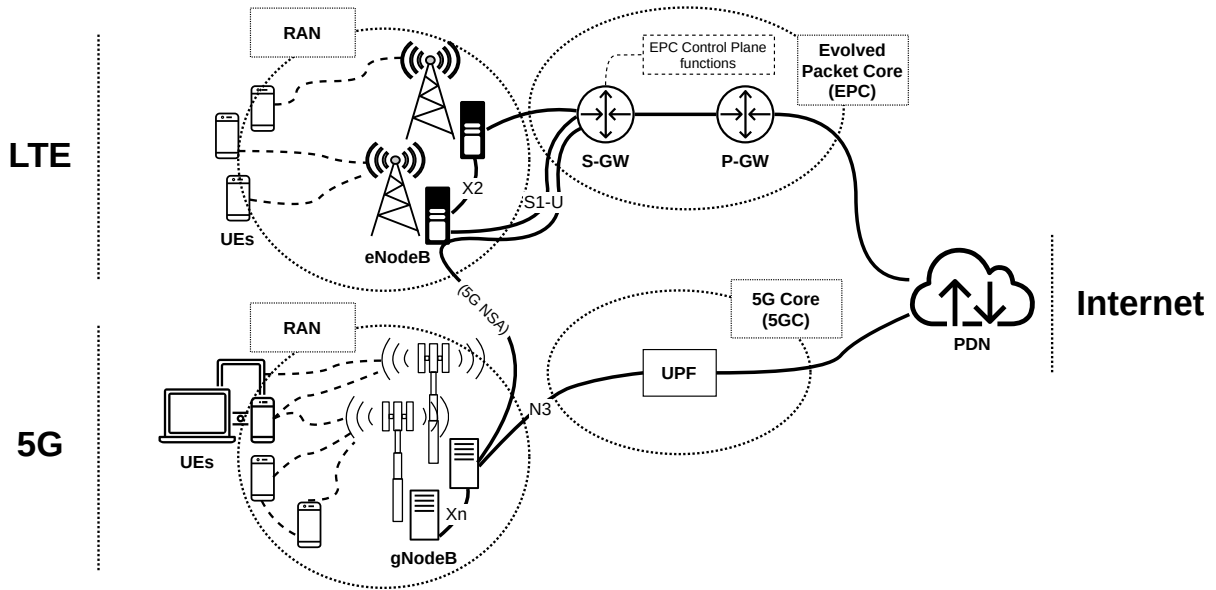 RAN
EPC Control Plane
functions
Evolved
Packet Core
(EPC)
LTE
S-GW
P-GW
X2
S1-U
UEs
eNodeB
(5G NSA)
Internet
PDN
RAN
5G Core
(5GC)
UPF
N3
5G
UEs
Xn
gNodeB